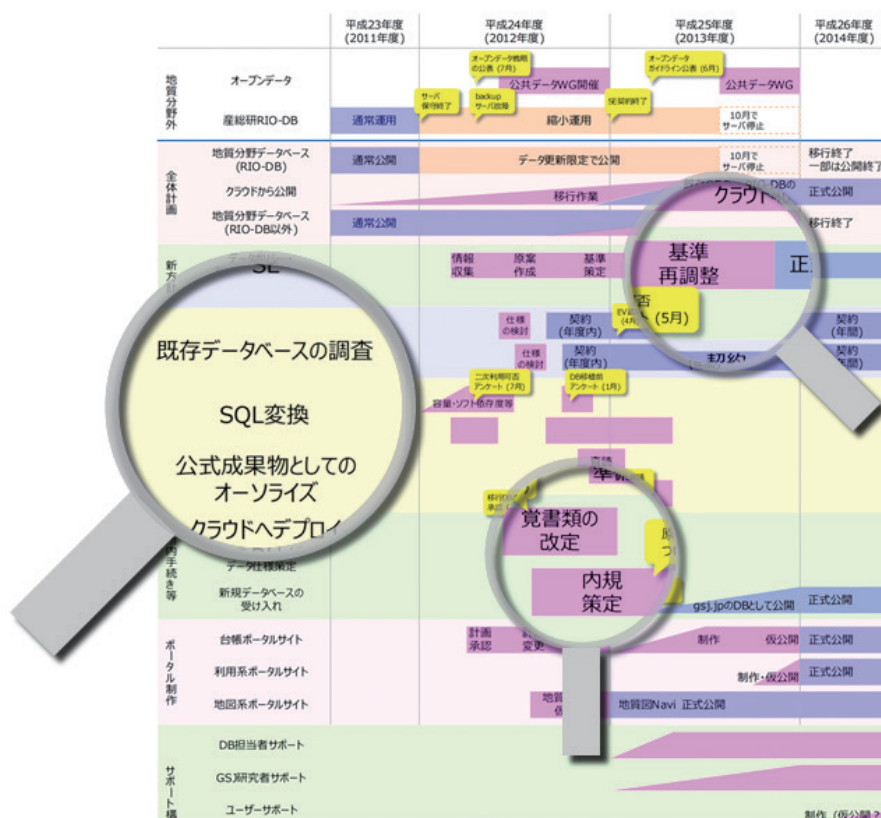 平成23年度
(2011年度)
平成24年度
(2012年度)
平成25年度
(2013年度)
平成26年度
(2014年度)
地質分野外
オープンデータ
オープンデータ戦略
の公表 (7月)
公共データWG開催
オープンデータ
ガイドライン公表 (6月)
公共データWG
サーバ
保守終了
backup
サーバ故障
SE契約終了
産総研RIO-DB
通常運用
縮小運用
10月で
サーバ停止
全体計画
地質分野データベース
(RIO-DB)
通常公開
データ更新限定で公開
10月で
サーバ停止
移行終了
一部は公開終了
クラウドから公開
移行作業
クラウド
正式公開
地質分野データベース
(RIO-DB以外)
通常公開
移行終了
新方
情報
収集
原案
作成
基準
策定
基準
再調整
正
(5月)
仕様
の検討
契約
(年度内)
契約
(年間)
仕様
の検討
契約
(年度内)
契約
契約
(年間)
既存データベースの調査
SQL変換
公式成果物としての
オーソライズ
クラウドへデプロイ
二次利用可否
アンケート (7月)
DB移植前
アンケート (1月)
容量・ソフト依存度等
覚書類の
改定
内規
策定
内手続き等
データ仕様策定
新規データベースの
受け入れ
gsj.jpのDBとして公開
正式公開
ポータル制作
台帳ポータルサイト
計画
承認
変更
制作
仮公開
正式公開
利用系ポータルサイト
制作・仮公開
正式公開
地図系ポータルサイト
地質図Navi 正式公開
サポート構
DB担当者サポート
GSJ研究者サポート
ユーザーサポート
制作 (仮公開?